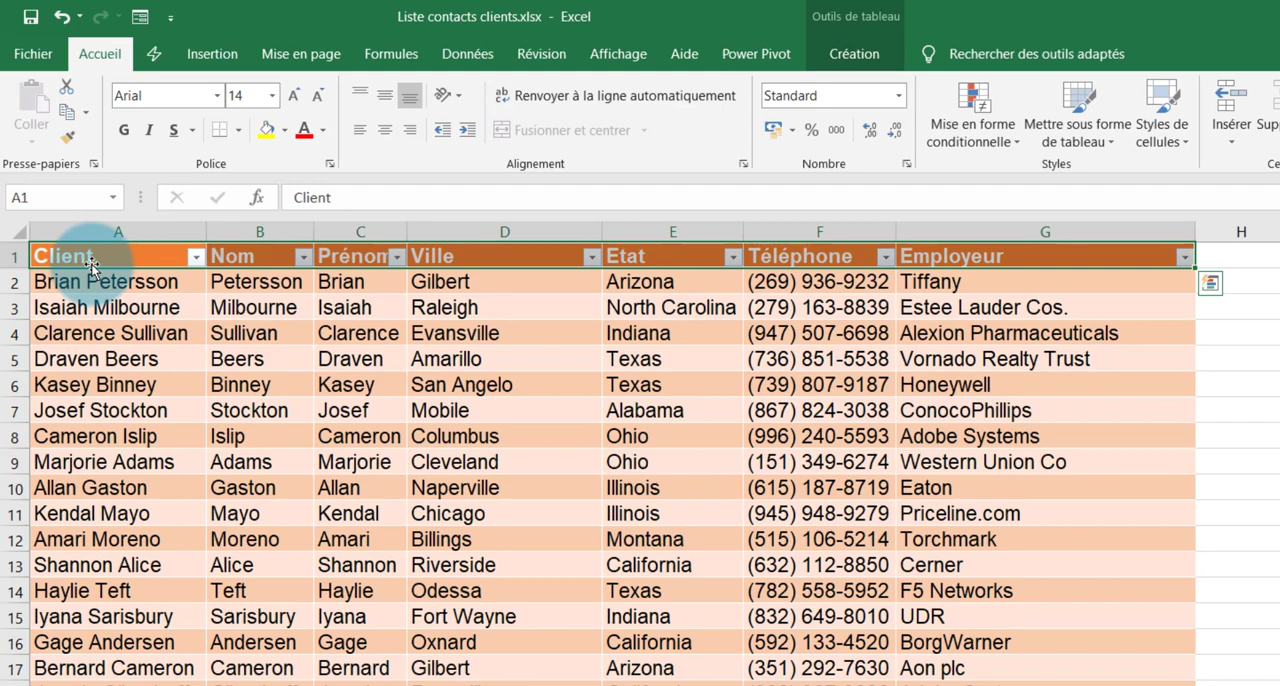 Liste contacts clients.xlsx - Excel
Outils de tableau
Fichier Accueil Insertion Mise en page Formules Données Révision Affichage Aide Power Pivot Création Rechercher des outils adaptés
Coller
Arial 14
ab Renvoyer à la ligne automatiquement
Standard
G I S A
Fusionner et centrer
% 000
Mise en forme conditionnelle
Mettre sous forme de tableau
Styles de cellules
Insérer
Supp
Presse-papiers Police Alignement Nombre Styles Ce
A1 fx Client
A B C D E F G H
1 Client Nom Prénom Ville Etat Téléphone Employeur
2 Brian Petersson Petersson Brian Gilbert Arizona (269) 936-9232 Tiffany
3 Isaiah Milbourne Milbourne Isaiah Raleigh North Carolina (279) 163-8839 Estee Lauder Cos.
4 Clarence Sullivan Sullivan Clarence Evansville Indiana (947) 507-6698 Alexion Pharmaceuticals
5 Draven Beers Beers Draven Amarillo Texas (736) 851-5538 Vornado Realty Trust
6 Kasey Binney Binney Kasey San Angelo Texas (739) 807-9187 Honeywell
7 Josef Stockton Stockton Josef Mobile Alabama (867) 824-3038 ConocoPhillips
8 Cameron Islip Islip Cameron Columbus Ohio (996) 240-5593 Adobe Systems
9 Marjorie Adams Adams Marjorie Cleveland Ohio (151) 349-6274 Western Union Co
10 Allan Gaston Gaston Allan Naperville Illinois (615) 187-8719 Eaton
11 Kendal Mayo Mayo Kendal Chicago Illinois (945) 948-9279 Priceline.com
12 Amari Moreno Moreno Amari Billings Montana (515) 106-5214 Torchmark
13 Shannon Alice Alice Shannon Riverside California (632) 112-8850 Cerner
14 Haylie Teft Teft Haylie Odessa Texas (782) 558-5952 F5 Networks
15 Iyana Sarisbury Sarisbury Iyana Fort Wayne Indiana (832) 649-8010 UDR
16 Gage Andersen Andersen Gage Oxnard California (592) 133-4520 BorgWarner
17 Bernard Cameron Cameron Bernard Gilbert Arizona (351) 292-7630 Aon plc